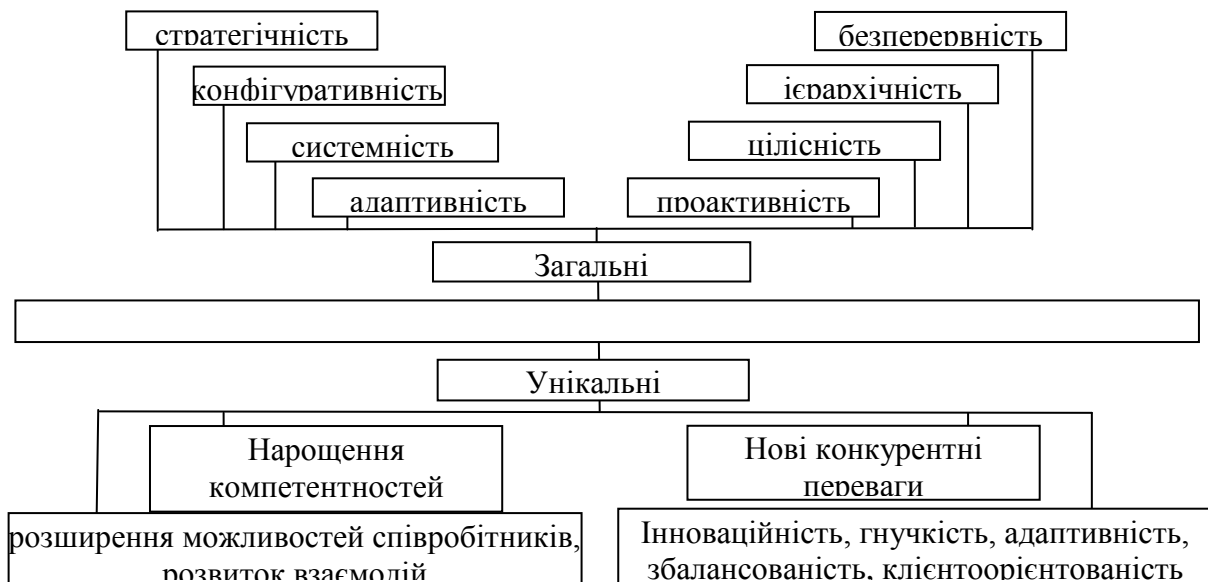 стратегічність
безперервність
конфігуративність
ієрархічність
системність
цілісність
адаптивність
проактивність
Загальні
Унікальні
Нарощення
компетентностей
Нові конкурентні
переваги
розширення можливостей співробітників,
розвиток взаємодій
Інноваційність, гнучкість, адаптивність,
збалансованість, клієнтоорієнтованість